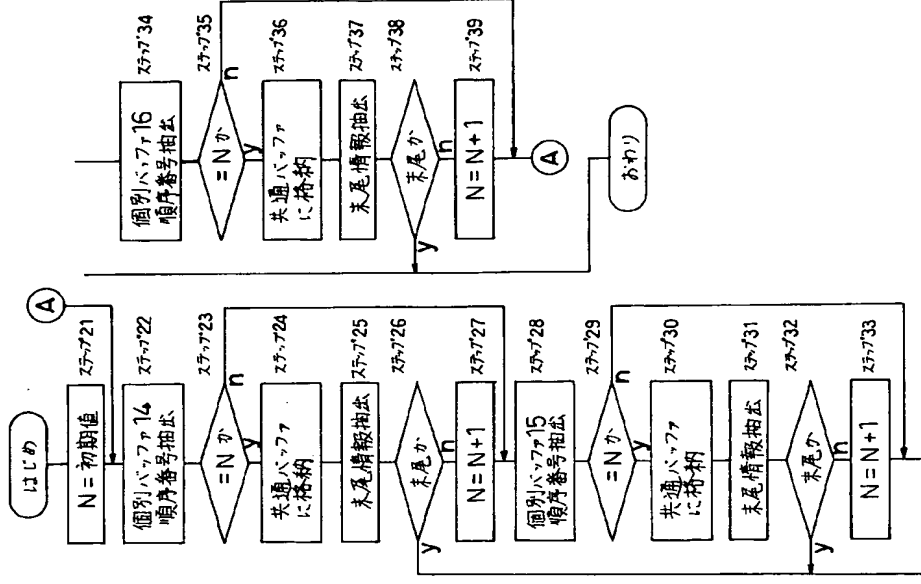 はじめ
N=初期値
ステップ21
A
個別バッファ14
順序番号抽出
ステップ22
=Nか
ステップ23
n
y
共通バッファ
に格納
ステップ24
末尾情報抽出
ステップ25
末尾か
ステップ26
y
n
N=N+1
ステップ27
個別バッファ15
順序番号抽出
ステップ28
=Nか
ステップ29
n
y
共通バッファ
に格納
ステップ30
末尾情報抽出
ステップ31
末尾か
ステップ32
y
n
N=N+1
ステップ33
個別バッファ16
順序番号抽出
ステップ34
=Nか
ステップ35
n
y
共通バッファ
に格納
ステップ36
末尾情報抽出
ステップ37
末尾か
ステップ38
y
n
N=N+1
ステップ39
A
おわり